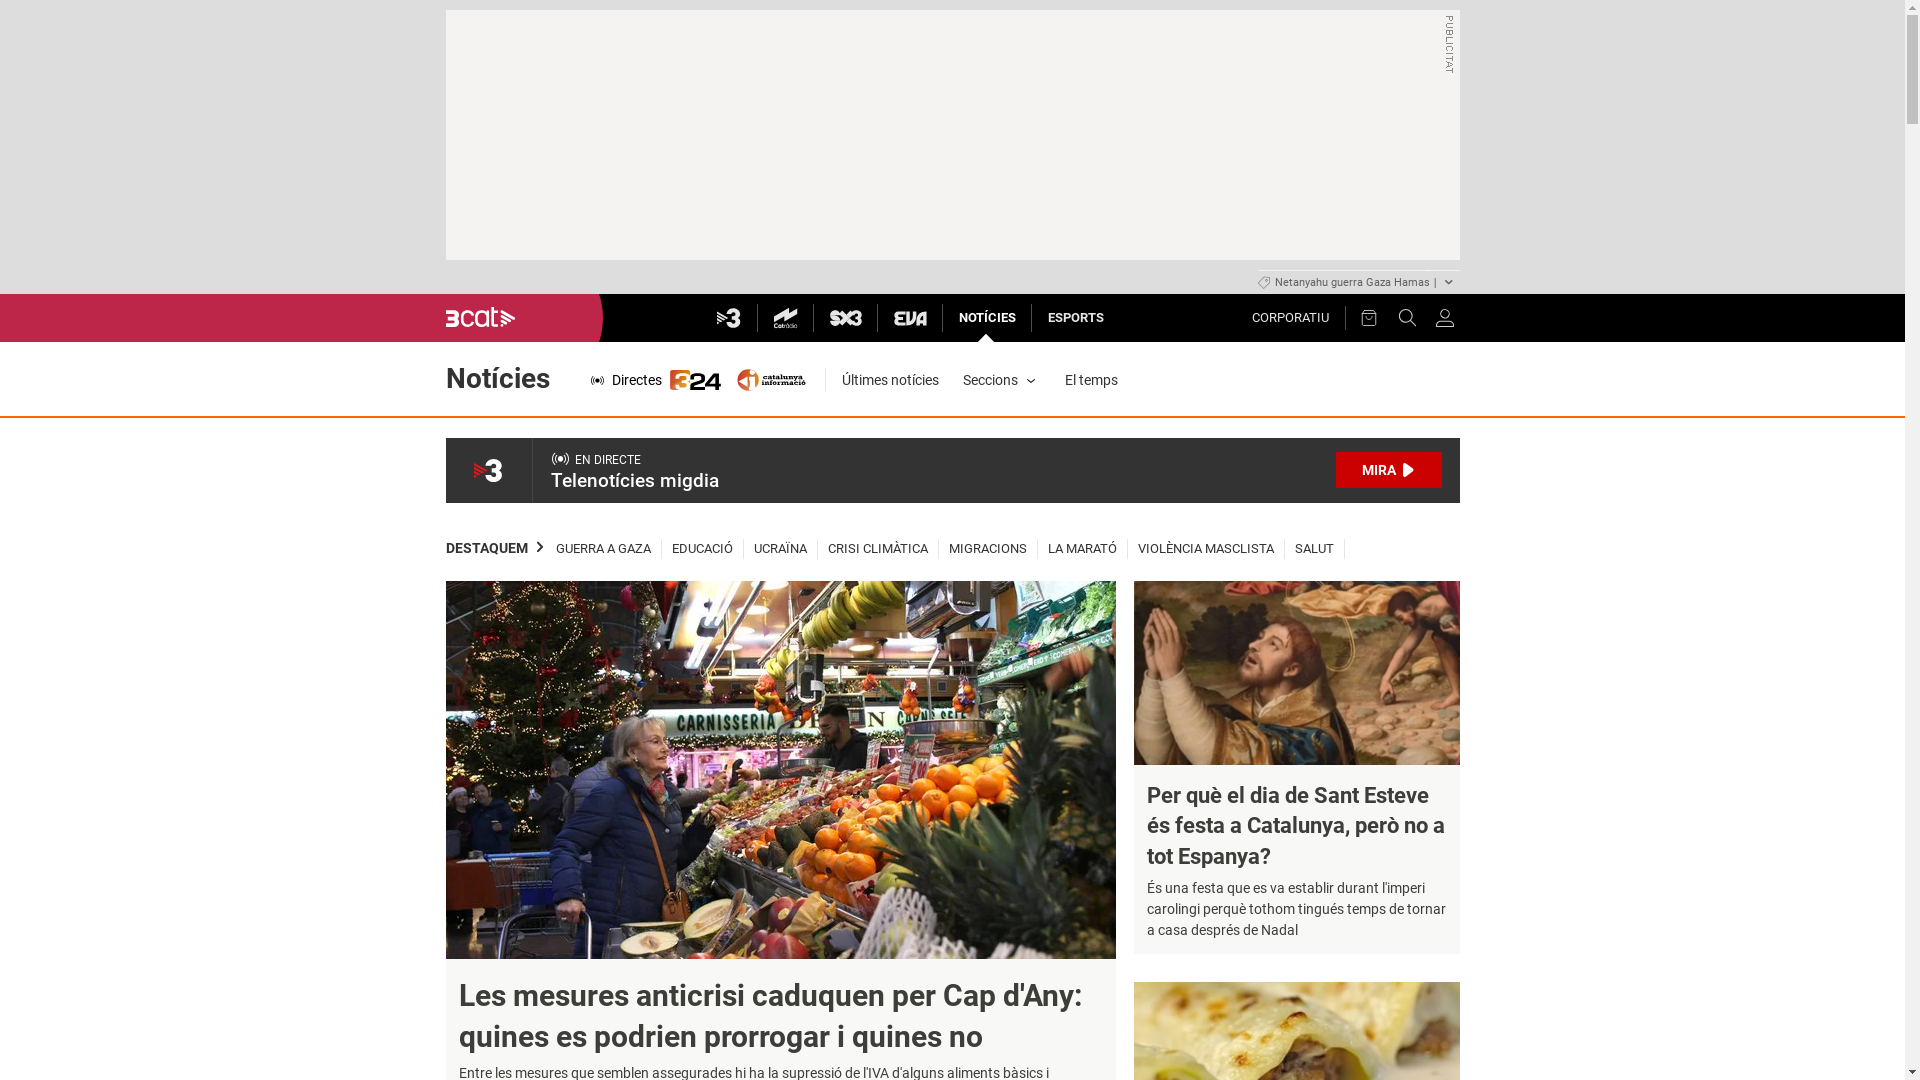 PUBLICITAT
Netanyahu guerra Gaza Hamas |
3cat
3
Catràdio
SX3
EVA
NOTÍCIES
ESPORTS
CORPORATIU
Notícies
Directes
324
catalunya
informació
Últimes notícies
Seccions
El temps
3
EN DIRECTE
Telenotícies migdia
MIRA
DESTAQUEM
GUERRA A GAZA
EDUCACIÓ
UCRAÏNA
CRISI CLIMÀTICA
MIGRACIONS
LA MARATÓ
VIOLÈNCIA MASCLISTA
SALUT
CARNISSERIA
Les mesures anticrisi caduquen per Cap d'Any:
quines es podrien prorrogar i quines no
Entre les mesures que semblen assegurades hi ha la supressió de l'IVA d'alguns aliments bàsics i
Per què el dia de Sant Esteve
és festa a Catalunya, però no a
tot Espanya?
És una festa que es va establir durant l'imperi
carolingi perquè tothom tingués temps de tornar
a casa després de Nadal